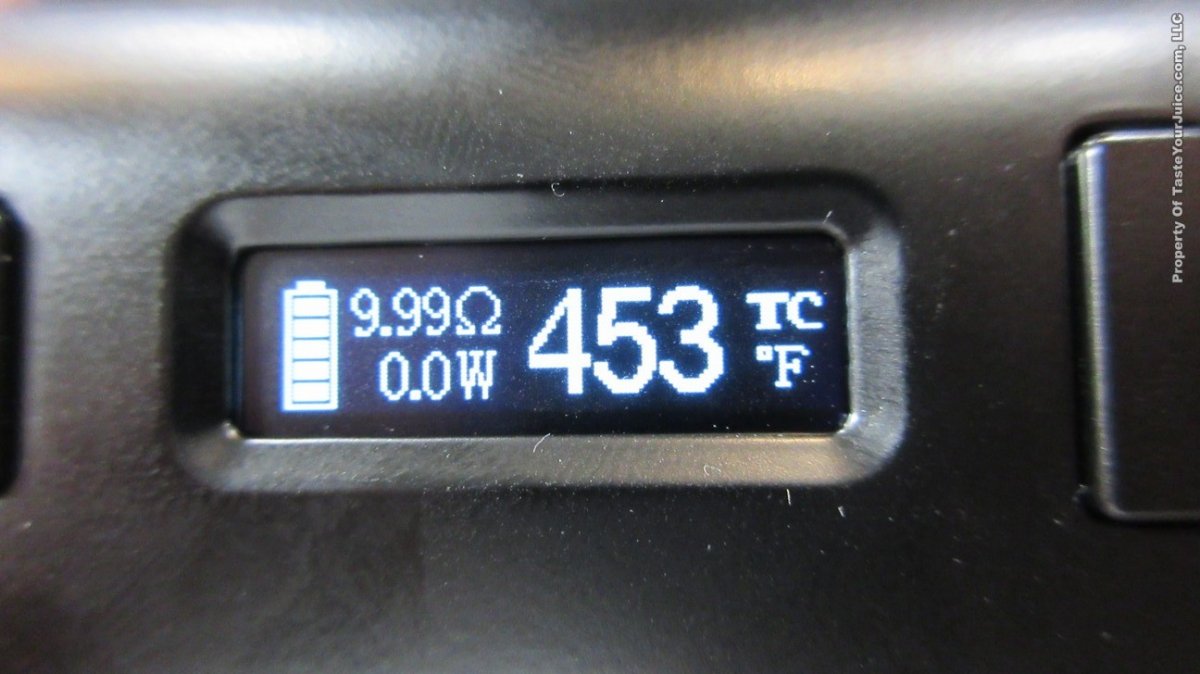 9.99Ω 453 TC
0.0W °F
Property Of TasteYourJuice.com, LLC